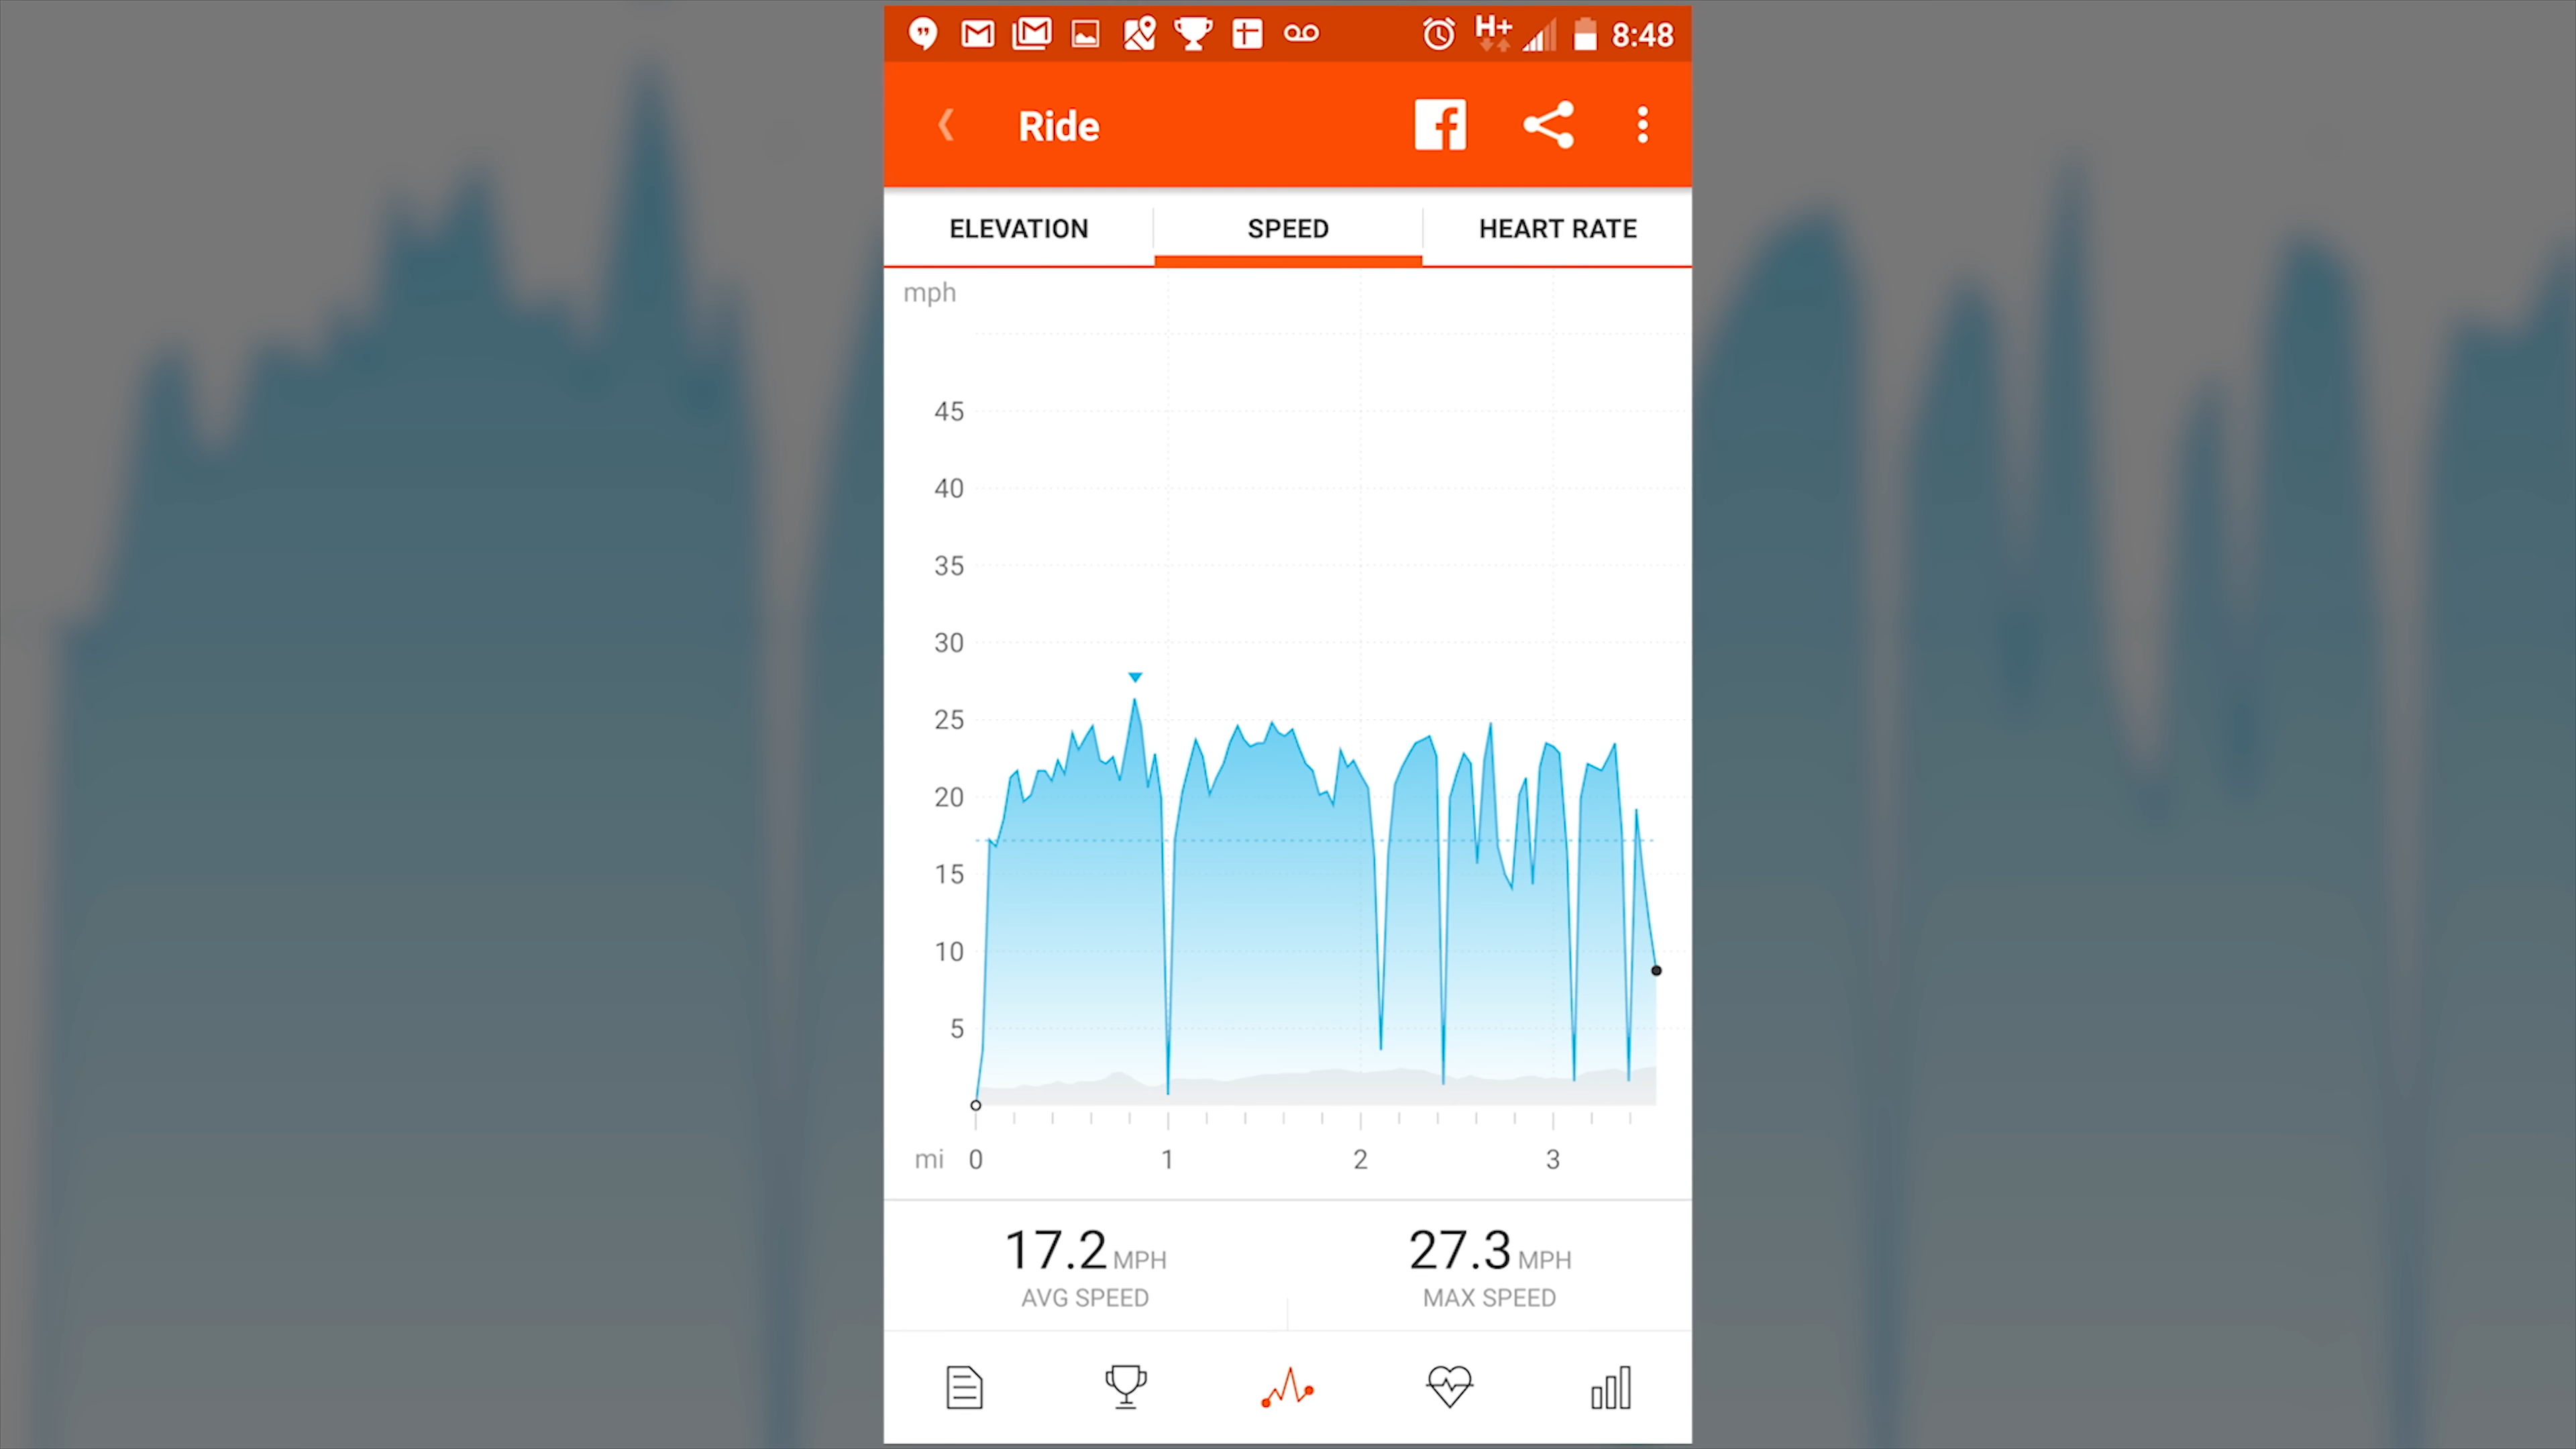 H+ 8:48
Ride
ELEVATION SPEED HEART RATE
mph
45
40
35
30
25
20
15
10
5
mi 0 1 2 3
17.2 MPH 27.3 MPH
AVG SPEED MAX SPEED